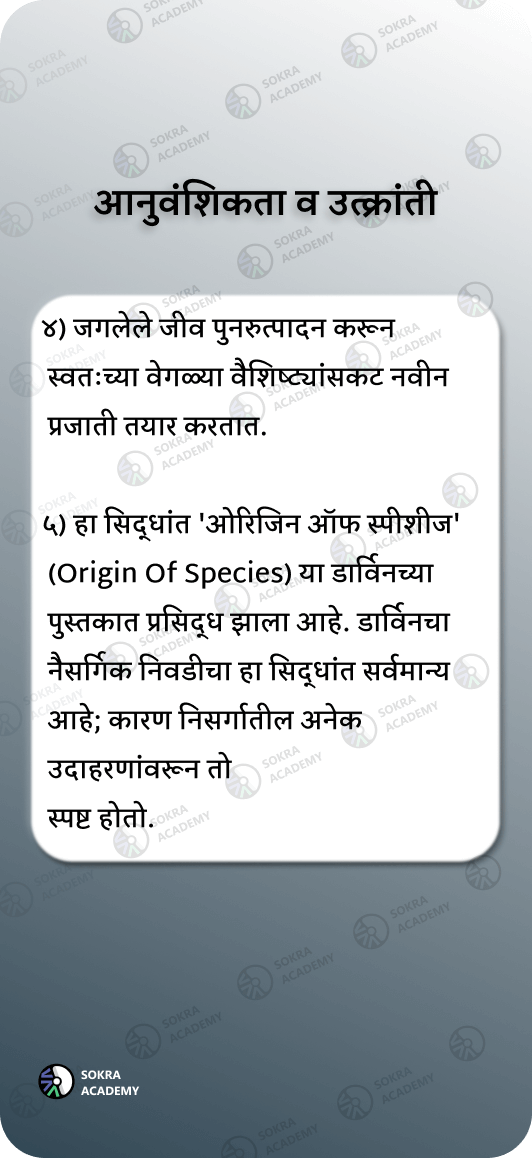 आनुवंशिकता व उत्क्रांती
४) जगलेले जीव पुनरुत्पादन करून
स्वतःच्या वेगळ्या वैशिष्ट्यांसकट नवीन
प्रजाती तयार करतात.
५) हा सिद्धांत 'ओरिजिन ऑफ स्पीशीज'
(Origin Of Species) या डार्विनच्या
पुस्तकात प्रसिद्ध झाला आहे. डार्विनचा
नैसर्गिक निवडीचा हा सिद्धांत सर्वमान्य
आहे; कारण निसर्गातील अनेक
उदाहरणांवरून तो
स्पष्ट होतो.
SOKRA
ACADEMY